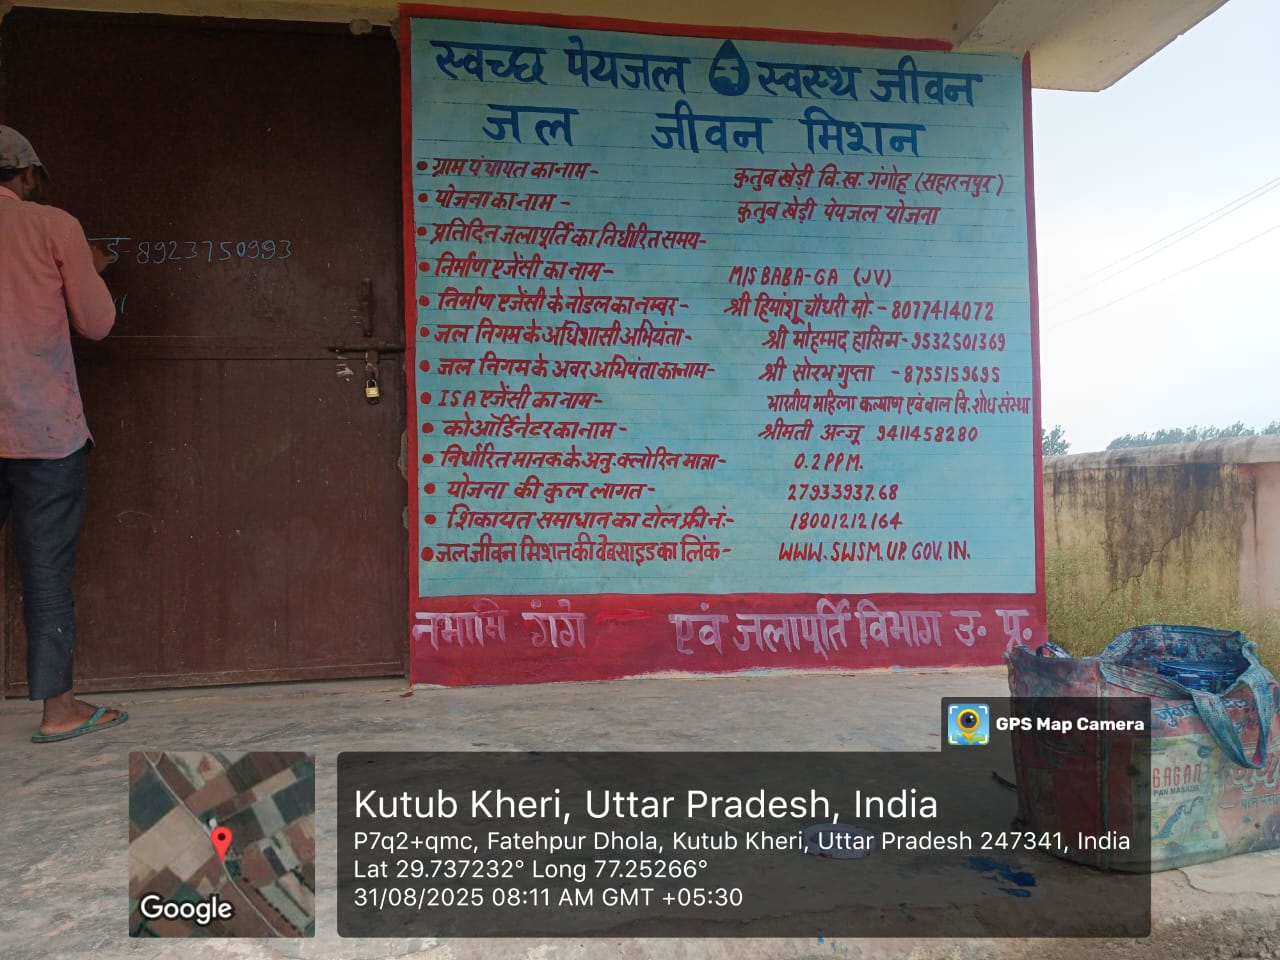 स्वच्छ पेयजल स्वस्थ जीवन
जल जीवन मिशन
• ग्राम पंचायत का नाम- कुतुब खेड़ी वि.ख. गंगोह (सहारनपुर)
• योजना का नाम - कुतुब खेड़ी पेयजल योजना
• प्रतिदिन जलापूर्ति का निर्धारित समय-
• निर्माण एजेंसी का नाम- M/S BABA-GA (JV)
• निर्माण एजेंसी के नोडल का नम्बर- श्री हिमांशू चौधरी मो.- 8077414072
• जल निगम के अधिशासी अभियंता- श्री मोहम्मद हासिम-9532501369
• जल निगम के अवर अभियंता का नाम- श्री सोरभ गुप्ता -8755159695
• ISA एजेंसी का नाम- भारतीय महिला कल्याण एवं बाल वि. शोध संस्था
• कोऑर्डिनेटर का नाम- श्रीमती अन्जू 9411458280
• निर्धारित मानक के अनु. क्लोरिन मात्रा- 0.2 PPM.
• योजना की कुल लागत- 27933937.68
• शिकायत समाधान का टोल फ्री नं:- 18001212164
• जल जीवन मिशन की वेबसाइड का लिंक- WWW.SWSM.UP.GOV.IN.
नमामि गंगे एवं जलापूर्ति विभाग उ. प्र.
8923750993
GAGAN
PAN MASALA
GPS Map Camera
Kutub Kheri, Uttar Pradesh, India
P7q2+qmc, Fatehpur Dhola, Kutub Kheri, Uttar Pradesh 247341, India
Lat 29.737232° Long 77.25266°
31/08/2025 08:11 AM GMT +05:30
Google